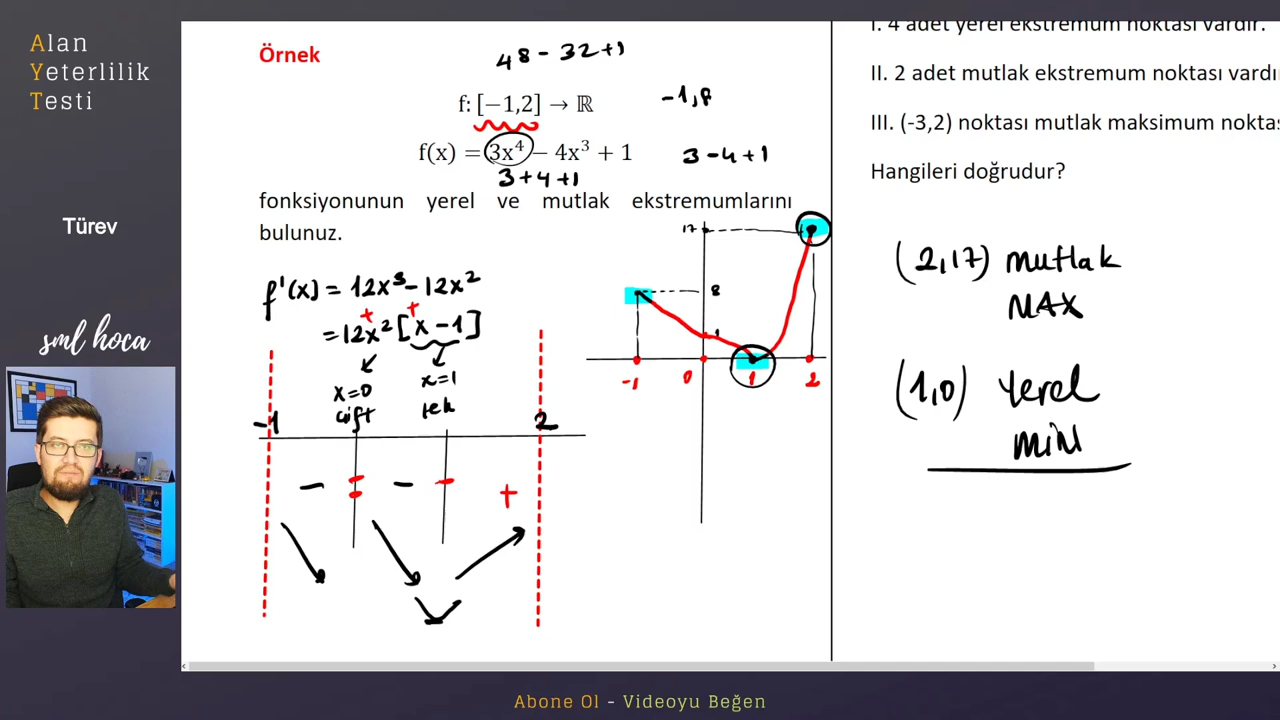 Alan
Yeterlilik
Testi
Türev
sml hoca
Örnek
48 - 32 + 1
f: [−1,2] → ℝ
-1,8
f(x) = 3x⁴ − 4x³ + 1
3 - 4 + 1
3 + 4 + 1
fonksiyonunun yerel ve mutlak ekstremumlarını
bulunuz.
f'(x) = 12x³ - 12x²
+ +
= 12x² [x - 1]
x=0 x=1
çift tek
-1 2
- - +
17
8
1
-1 0 1 2
I. 4 adet yerel ekstremum noktası vardır.
II. 2 adet mutlak ekstremum noktası vardı
III. (-3,2) noktası mutlak maksimum nokta
Hangileri doğrudur?
(2,17) mutlak
MAX
(1,0) Yerel
min
Abone Ol - Videoyu Beğen